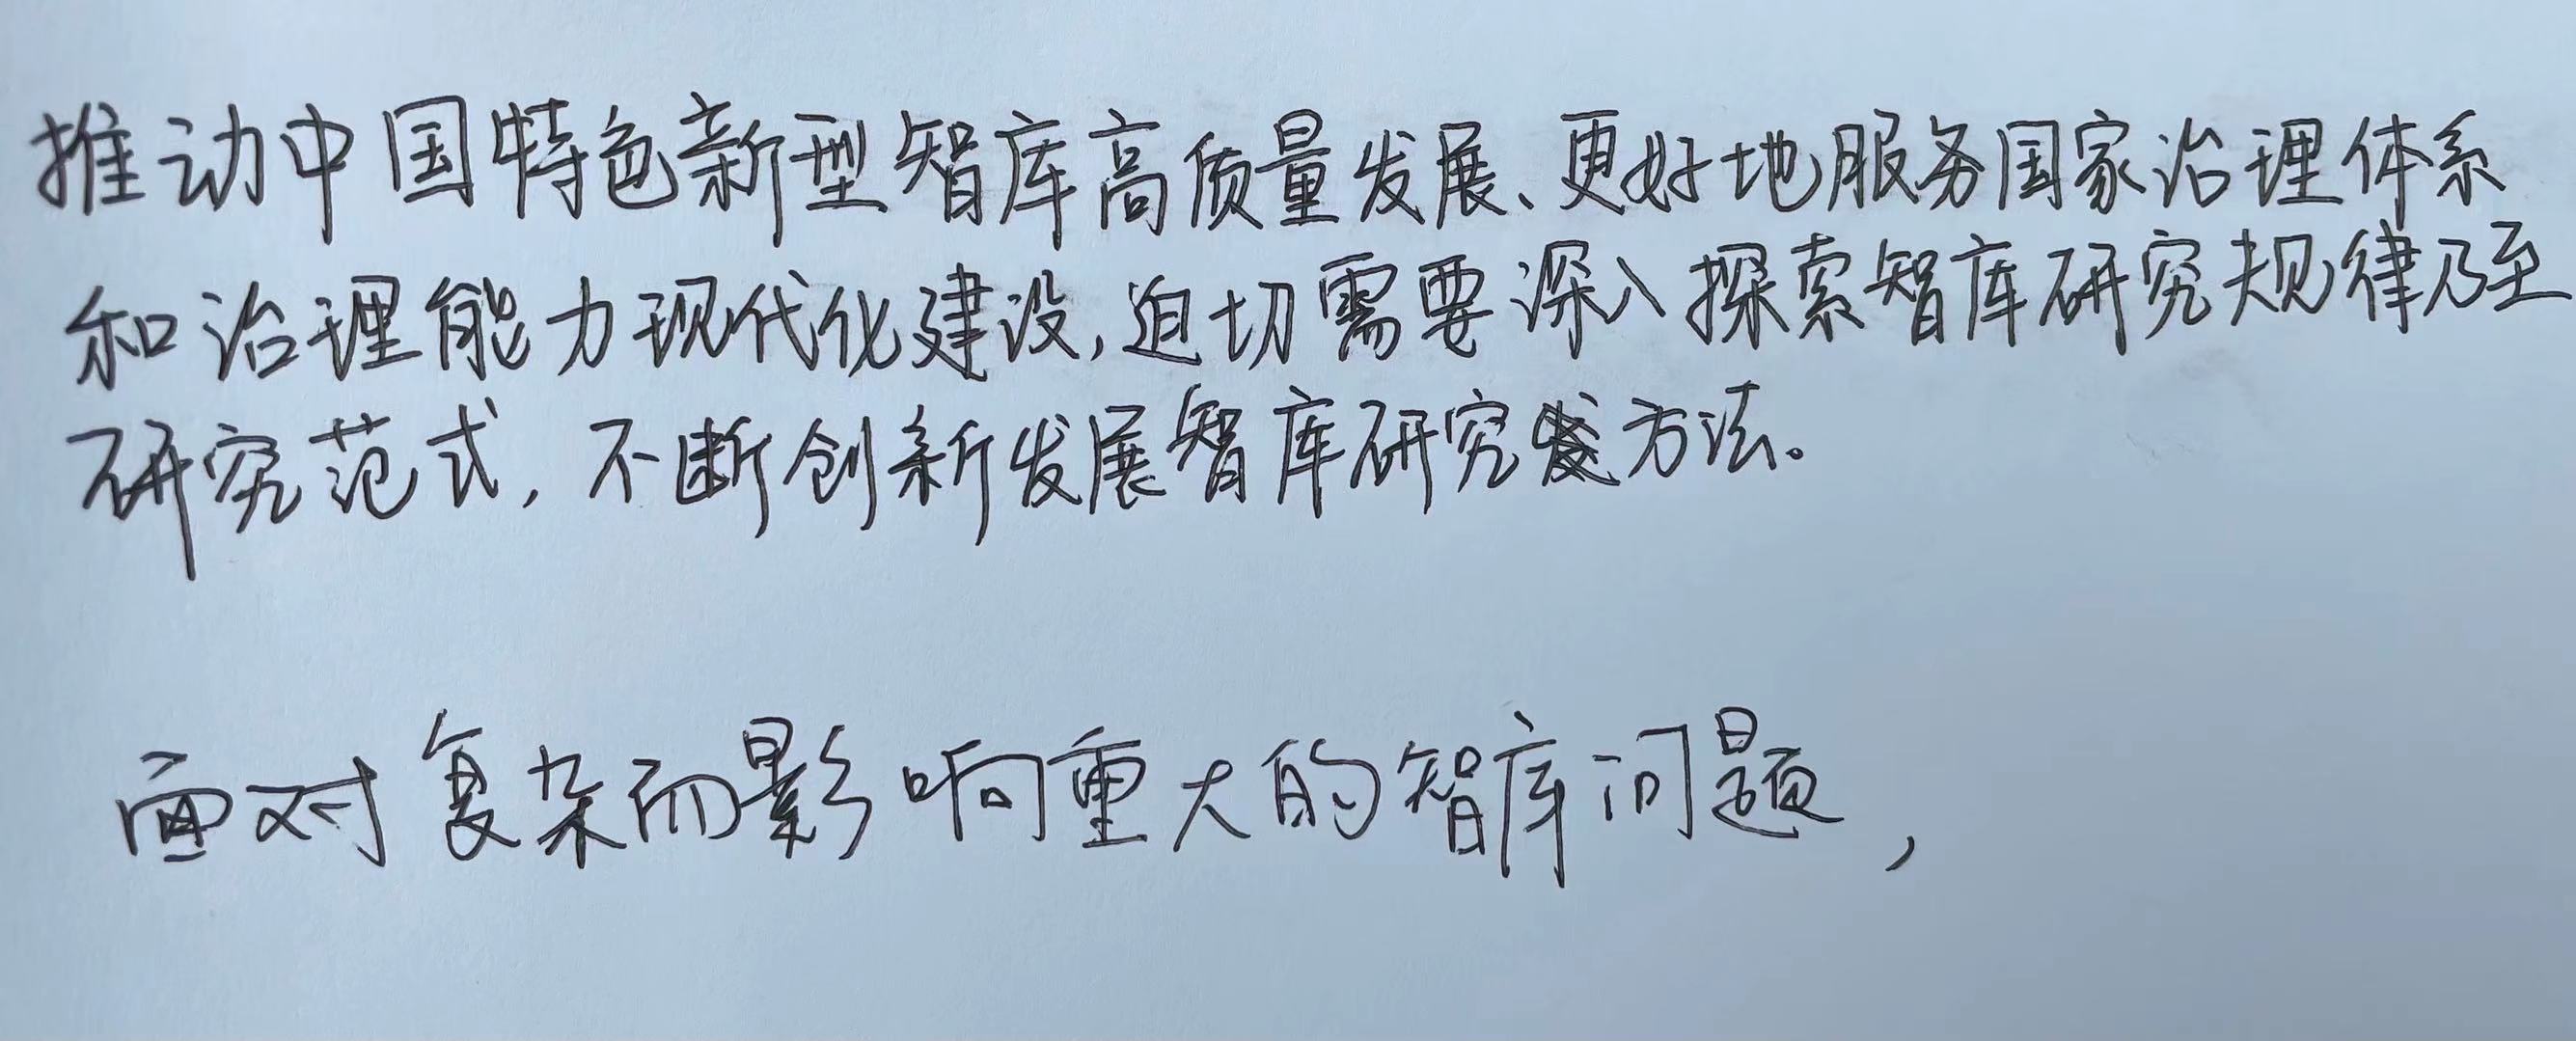 推动中国特色新型智库高质量发展、更好地服务国家治理体系
和治理能力现代化建设,迫切需要深入探索智库研究规律乃至
研究范式,不断创新发展智库研究方法。
面对复杂而影响重大的智库问题,